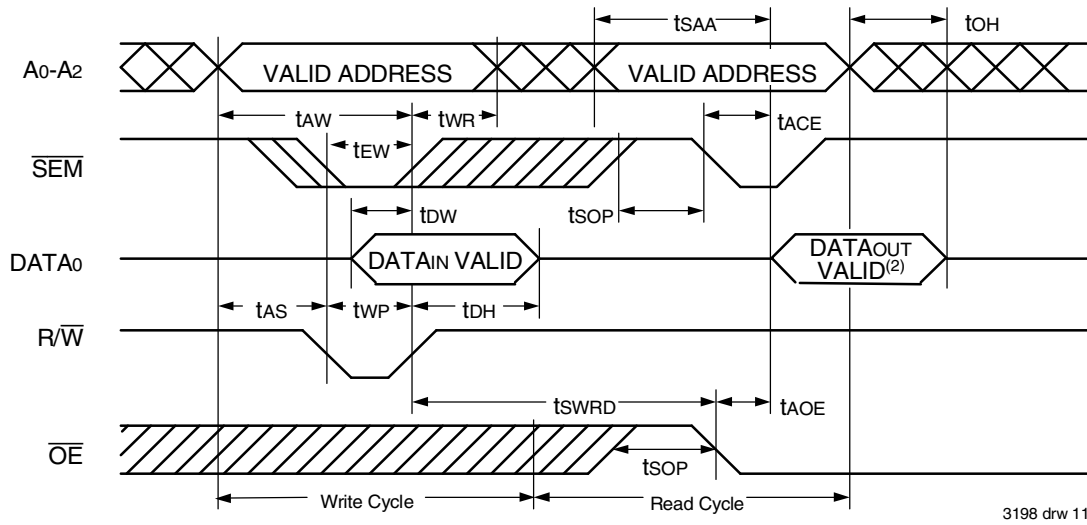 tSAA
tOH
A0-A2
VALID ADDRESS
VALID ADDRESS
tAW
tWR
tACE
tEW
SEM
tDW
tSOP
DATA0
DATAIN VALID
DATAOUT
VALID(2)
tAS
tWP
tDH
R/W
tSWRD
tAOE
OE
tSOP
Write Cycle
Read Cycle
3198 drw 11